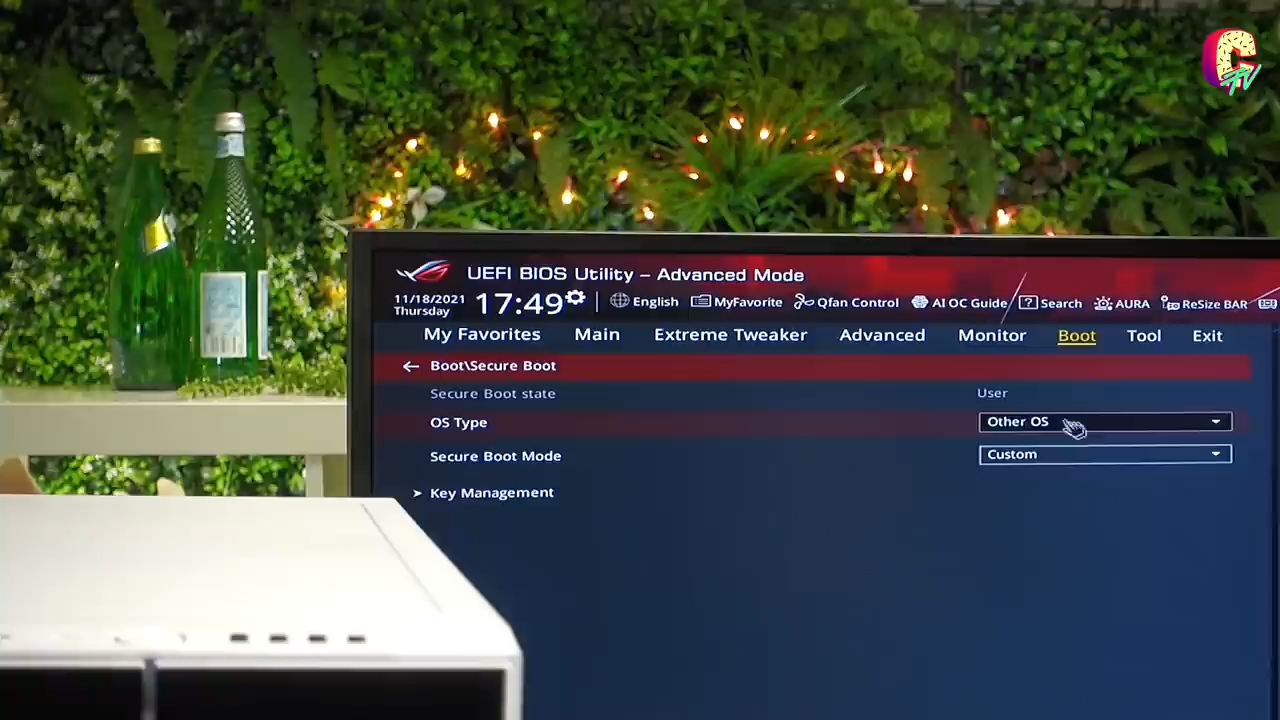 C
TV
UEFI BIOS Utility – Advanced Mode
11/18/2021
Thursday
17:49
English
MyFavorite
Qfan Control
AI OC Guide
? Search
AURA
ReSize BAR
My Favorites
Main
Extreme Tweaker
Advanced
Monitor
Boot
Tool
Exit
Boot\Secure Boot
Secure Boot state
User
OS Type
Other OS
Secure Boot Mode
Custom
Key Management